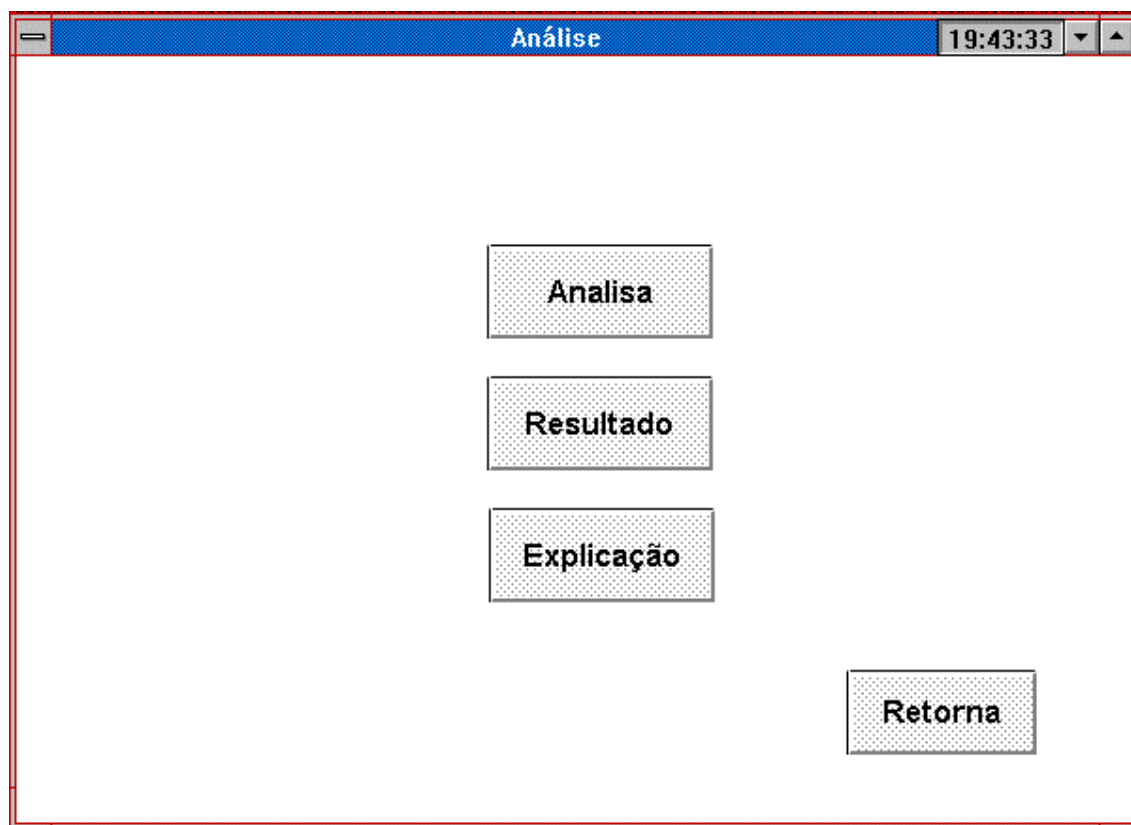 Análise 19:43:33
Analisa
Resultado
Explicação
Retorna